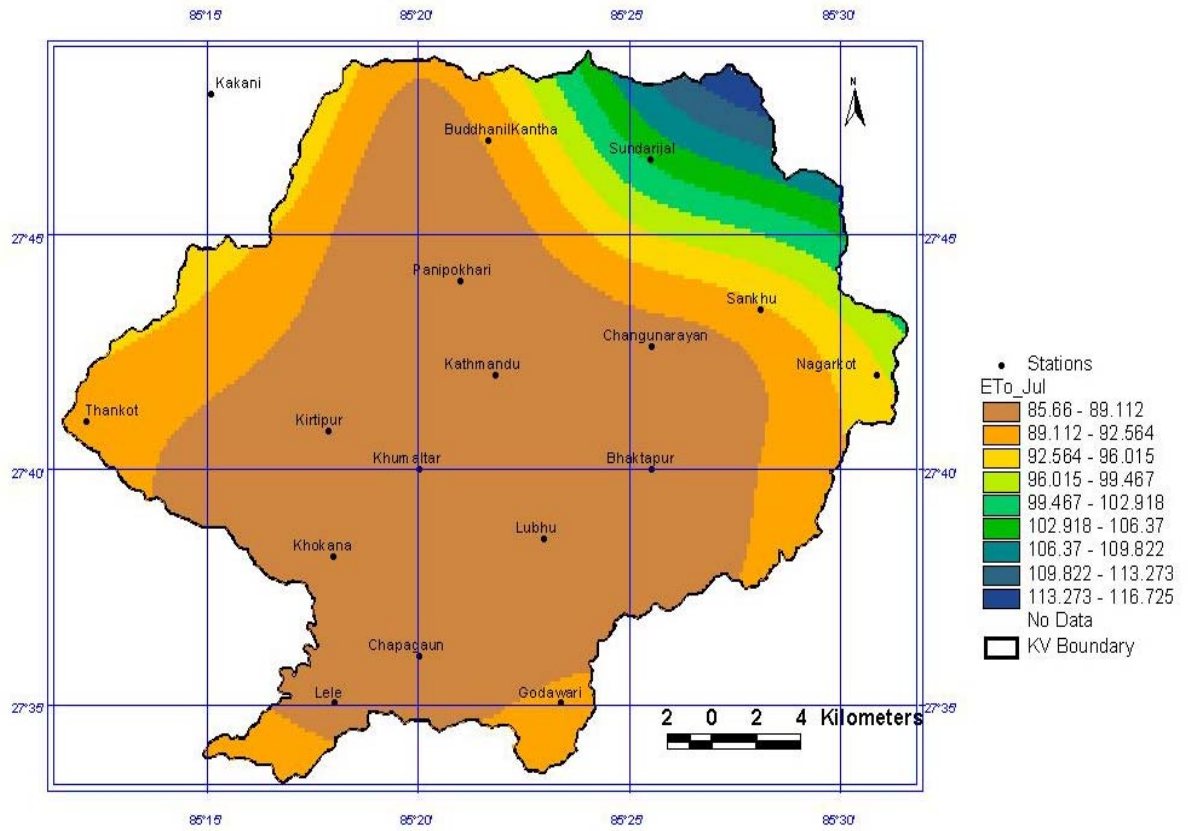 85°15' 85°20' 85°25' 85°30'
N
Kakani
BuddhanilKantha
Sundarijal
27°45' 27°45'
Panipokhari
Sankhu
Changunarayan
Kathmandu
Nagarkot
Thankot
Kirtipur
Khumaltar
Bhaktapur
27°40' 27°40'
Lubhu
Khokana
Chapagaun
Lele
Godawari
27°35' 27°35'
2 0 2 4 Kilometers
85°15' 85°20' 85°25' 85°30'
Stations
ETo_Jul
85.66 - 89.112
89.112 - 92.564
92.564 - 96.015
96.015 - 99.467
99.467 - 102.918
102.918 - 106.37
106.37 - 109.822
109.822 - 113.273
113.273 - 116.725
No Data
KV Boundary